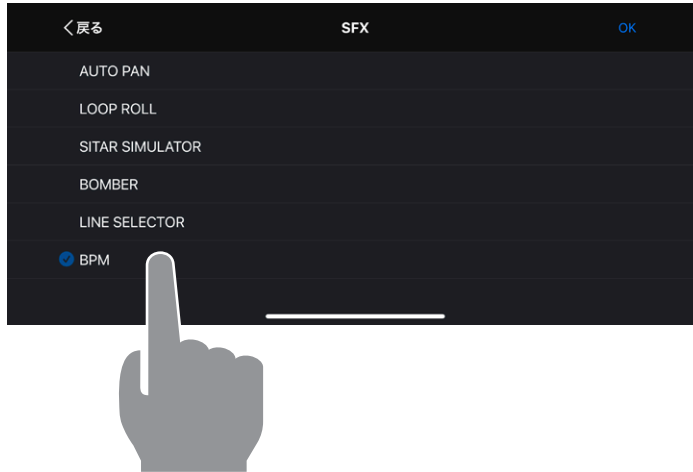 戻る SFX OK
AUTO PAN
LOOP ROLL
SITAR SIMULATOR
BOMBER
LINE SELECTOR
BPM